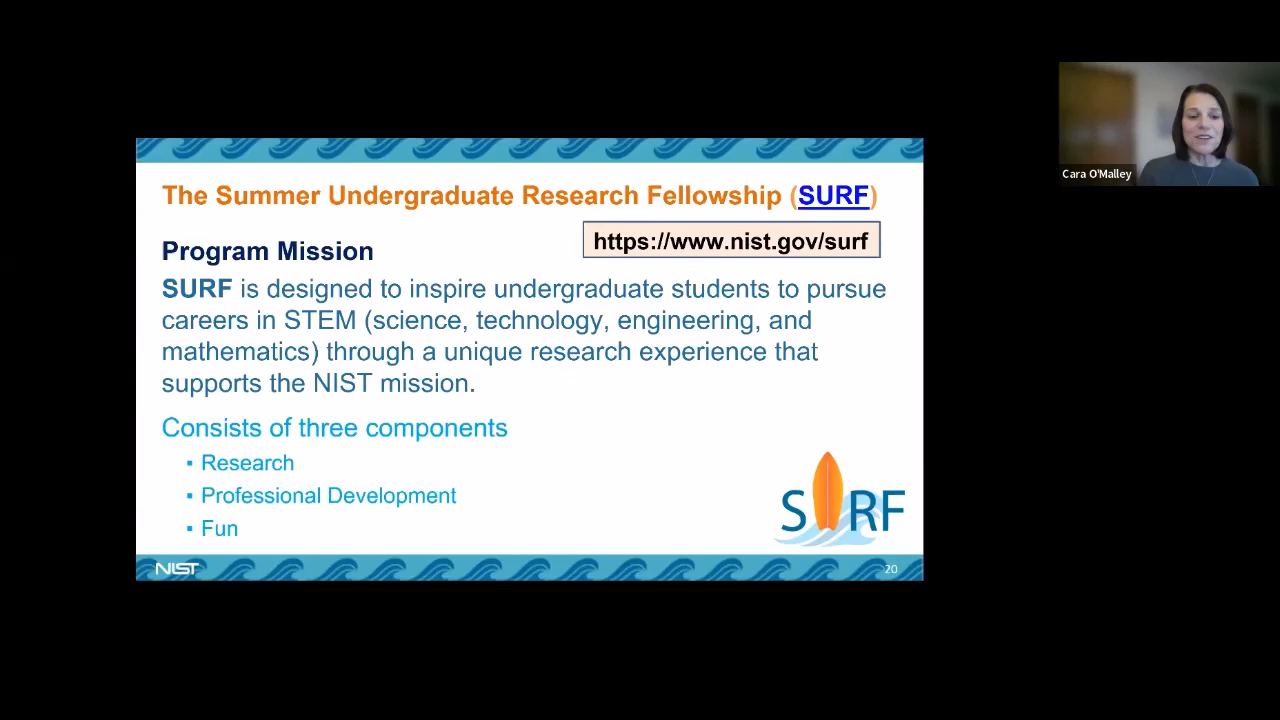 The Summer Undergraduate Research Fellowship (SURF)
https://www.nist.gov/surf
Program Mission
SURF is designed to inspire undergraduate students to pursue
careers in STEM (science, technology, engineering, and
mathematics) through a unique research experience that
supports the NIST mission.
Consists of three components
▪ Research
▪ Professional Development
▪ Fun
SURF
NIST
20
Cara O'Malley